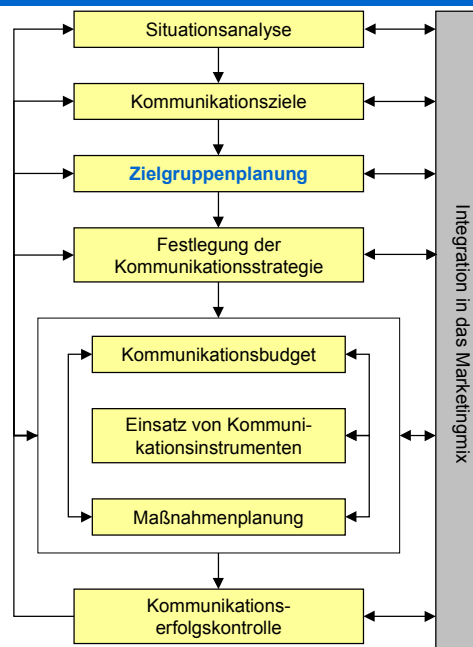 Situationsanalyse
Kommunikationsziele
Zielgruppenplanung
Festlegung der
Kommunikationsstrategie
Kommunikationsbudget
Einsatz von Kommuni-
kationsinstrumenten
Maßnahmenplanung
Kommunikations-
erfolgskontrolle
Integration in das Marketingmix